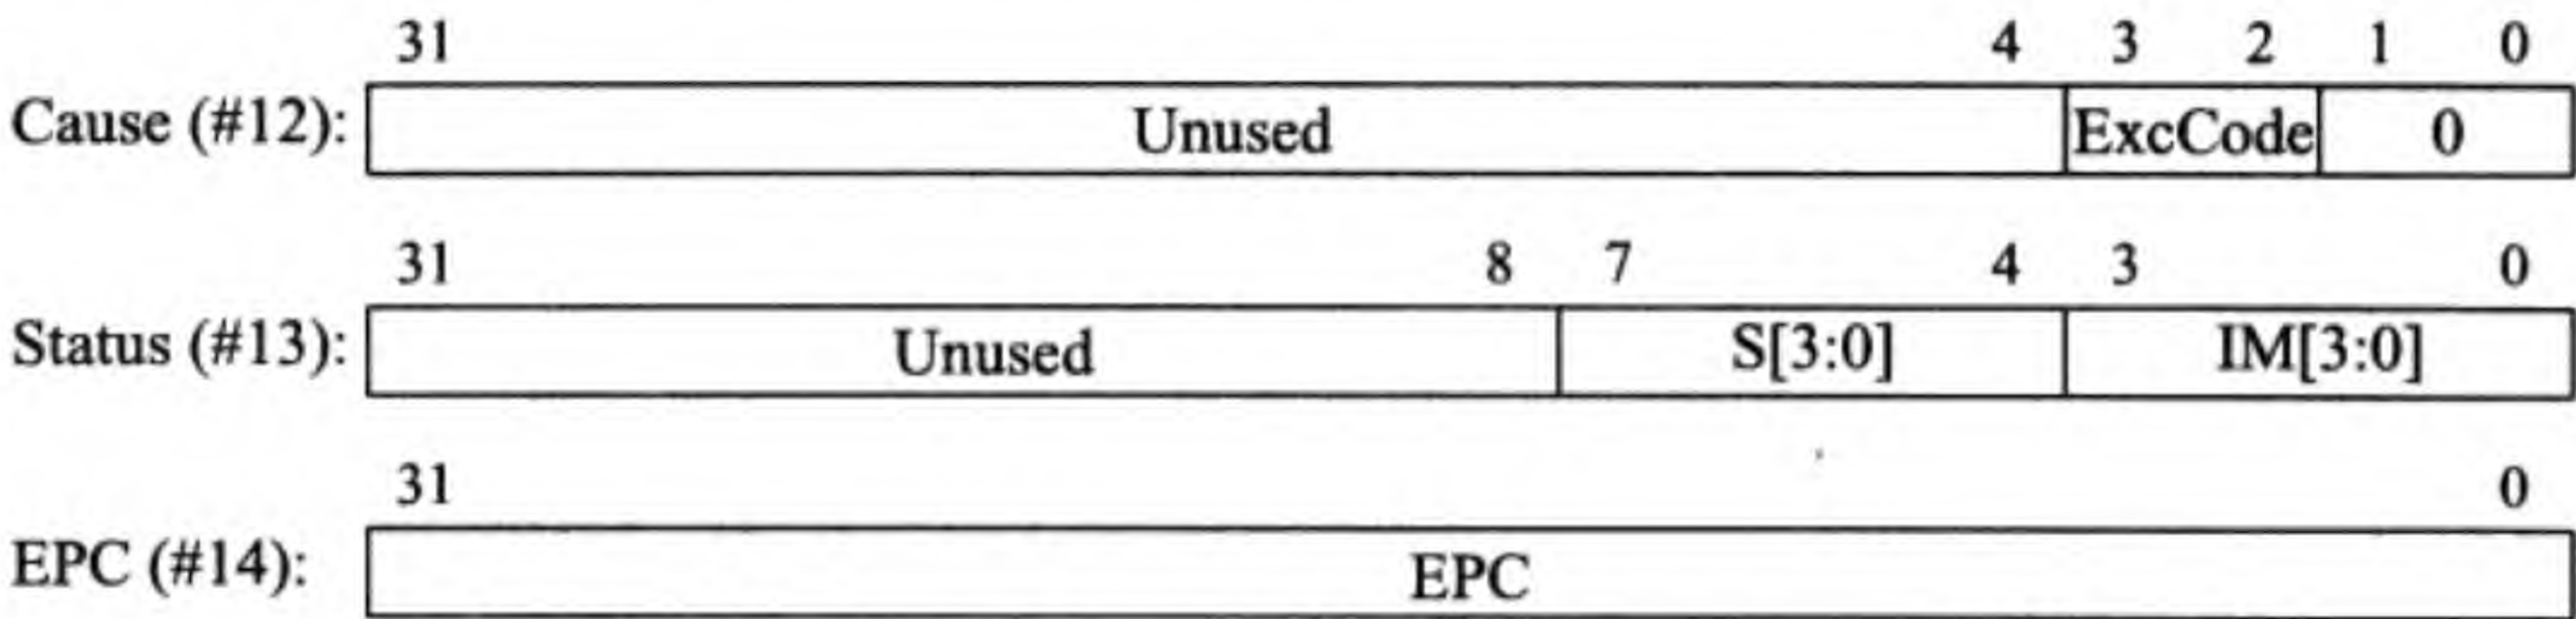 31 4 3 2 1 0
Cause (#12): Unused ExcCode 0
31 8 7 4 3 0
Status (#13): Unused S[3:0] IM[3:0]
31 0
EPC (#14): EPC